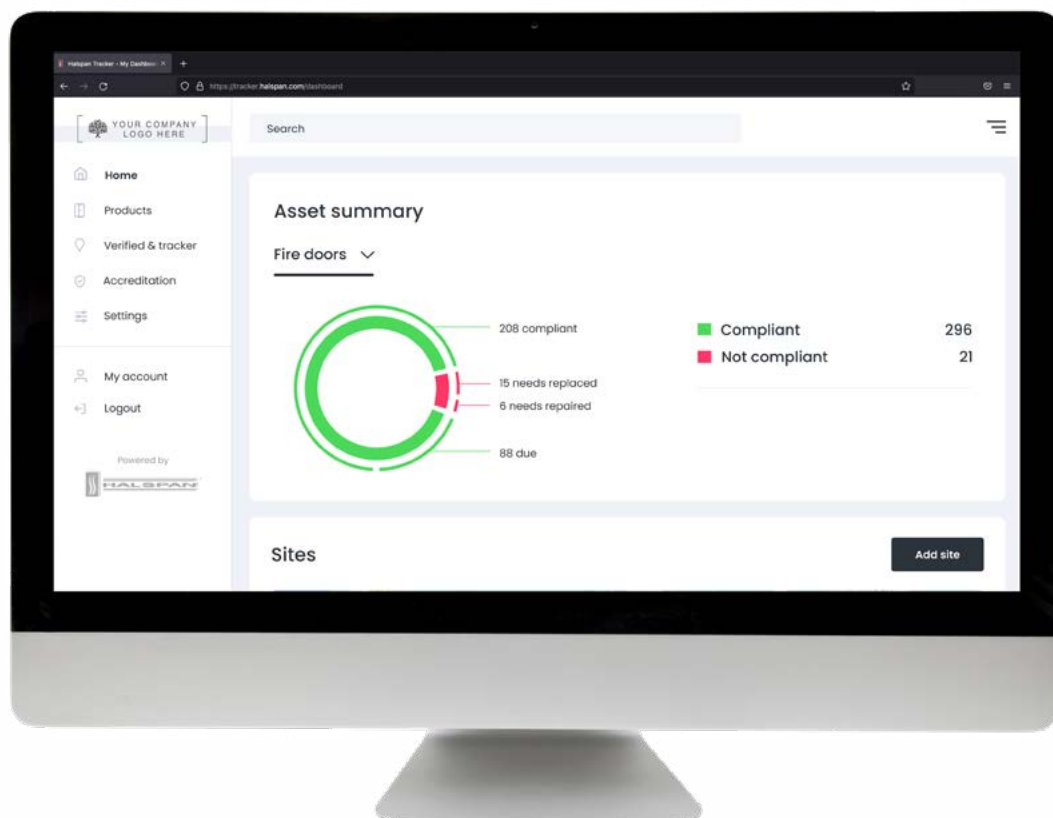 Halspan Tracker - My Dashboar
https://tracker.halspan.com/dashboard
YOUR COMPANY
LOGO HERE
Search
Home
Products
Verified & tracker
Accreditation
Settings
My account
Logout
Powered by
HALSPAN
Asset summary
Fire doors
208 compliant
15 needs replaced
6 needs repaired
88 due
Compliant 296
Not compliant 21
Sites
Add site